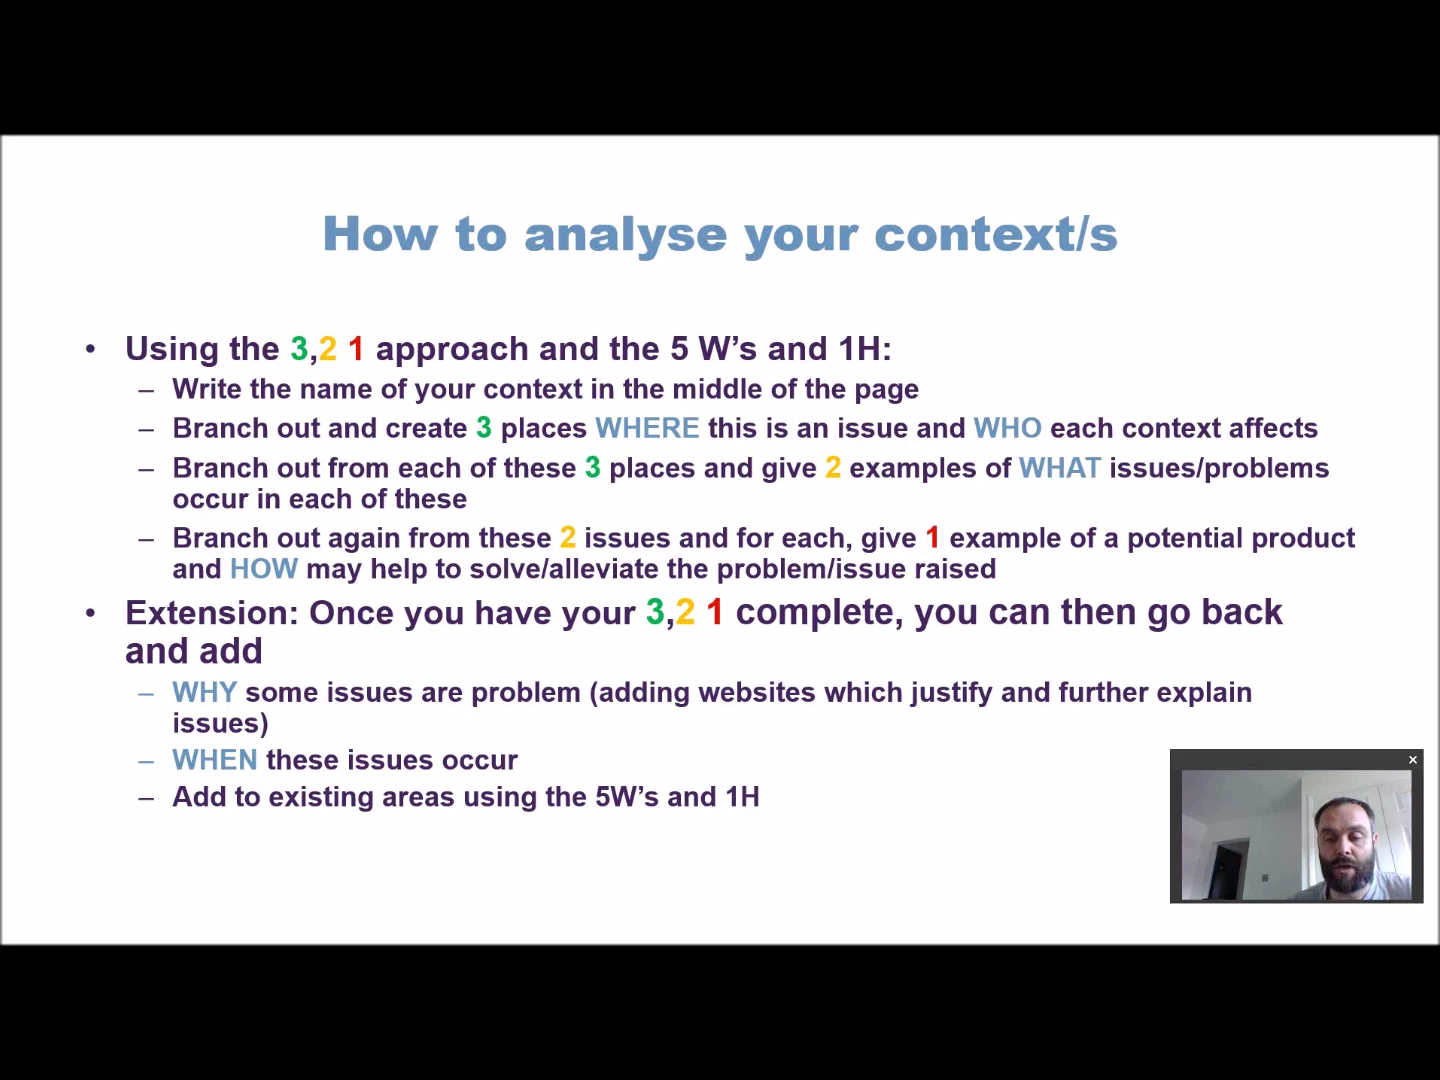 How to analyse your context/s
• Using the 3,2 1 approach and the 5 W’s and 1H:
– Write the name of your context in the middle of the page
– Branch out and create 3 places WHERE this is an issue and WHO each context affects
– Branch out from each of these 3 places and give 2 examples of WHAT issues/problems
occur in each of these
– Branch out again from these 2 issues and for each, give 1 example of a potential product
and HOW may help to solve/alleviate the problem/issue raised
• Extension: Once you have your 3,2 1 complete, you can then go back
and add
– WHY some issues are problem (adding websites which justify and further explain
issues)
– WHEN these issues occur
– Add to existing areas using the 5W’s and 1H